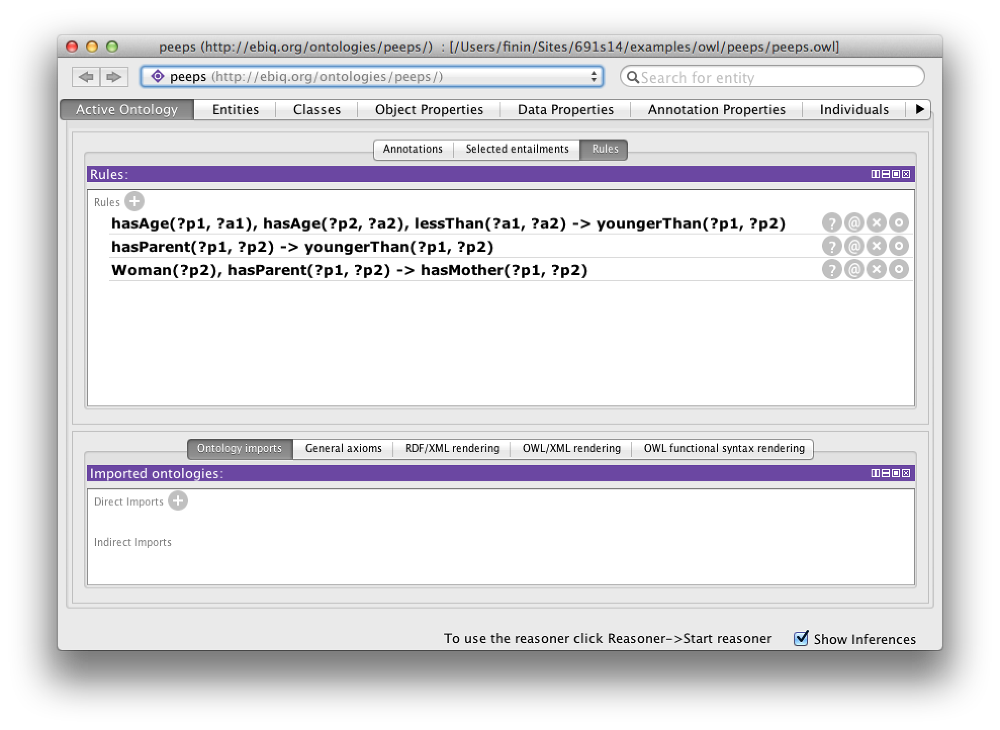 peeps (http://ebiq.org/ontologies/peeps/) : [/Users/finin/Sites/691s14/examples/owl/peeps/peeps.owl]
peeps (http://ebiq.org/ontologies/peeps/)
Search for entity
Active Ontology Entities Classes Object Properties Data Properties Annotation Properties Individuals
Annotations Selected entailments Rules
Rules:
Rules
hasAge(?p1, ?a1), hasAge(?p2, ?a2), lessThan(?a1, ?a2) -> youngerThan(?p1, ?p2) ? @
hasParent(?p1, ?p2) -> youngerThan(?p1, ?p2) ? @
Woman(?p2), hasParent(?p1, ?p2) -> hasMother(?p1, ?p2) ? @
Ontology imports General axioms RDF/XML rendering OWL/XML rendering OWL functional syntax rendering
Imported ontologies:
Direct Imports
Indirect Imports
To use the reasoner click Reasoner->Start reasoner Show Inferences